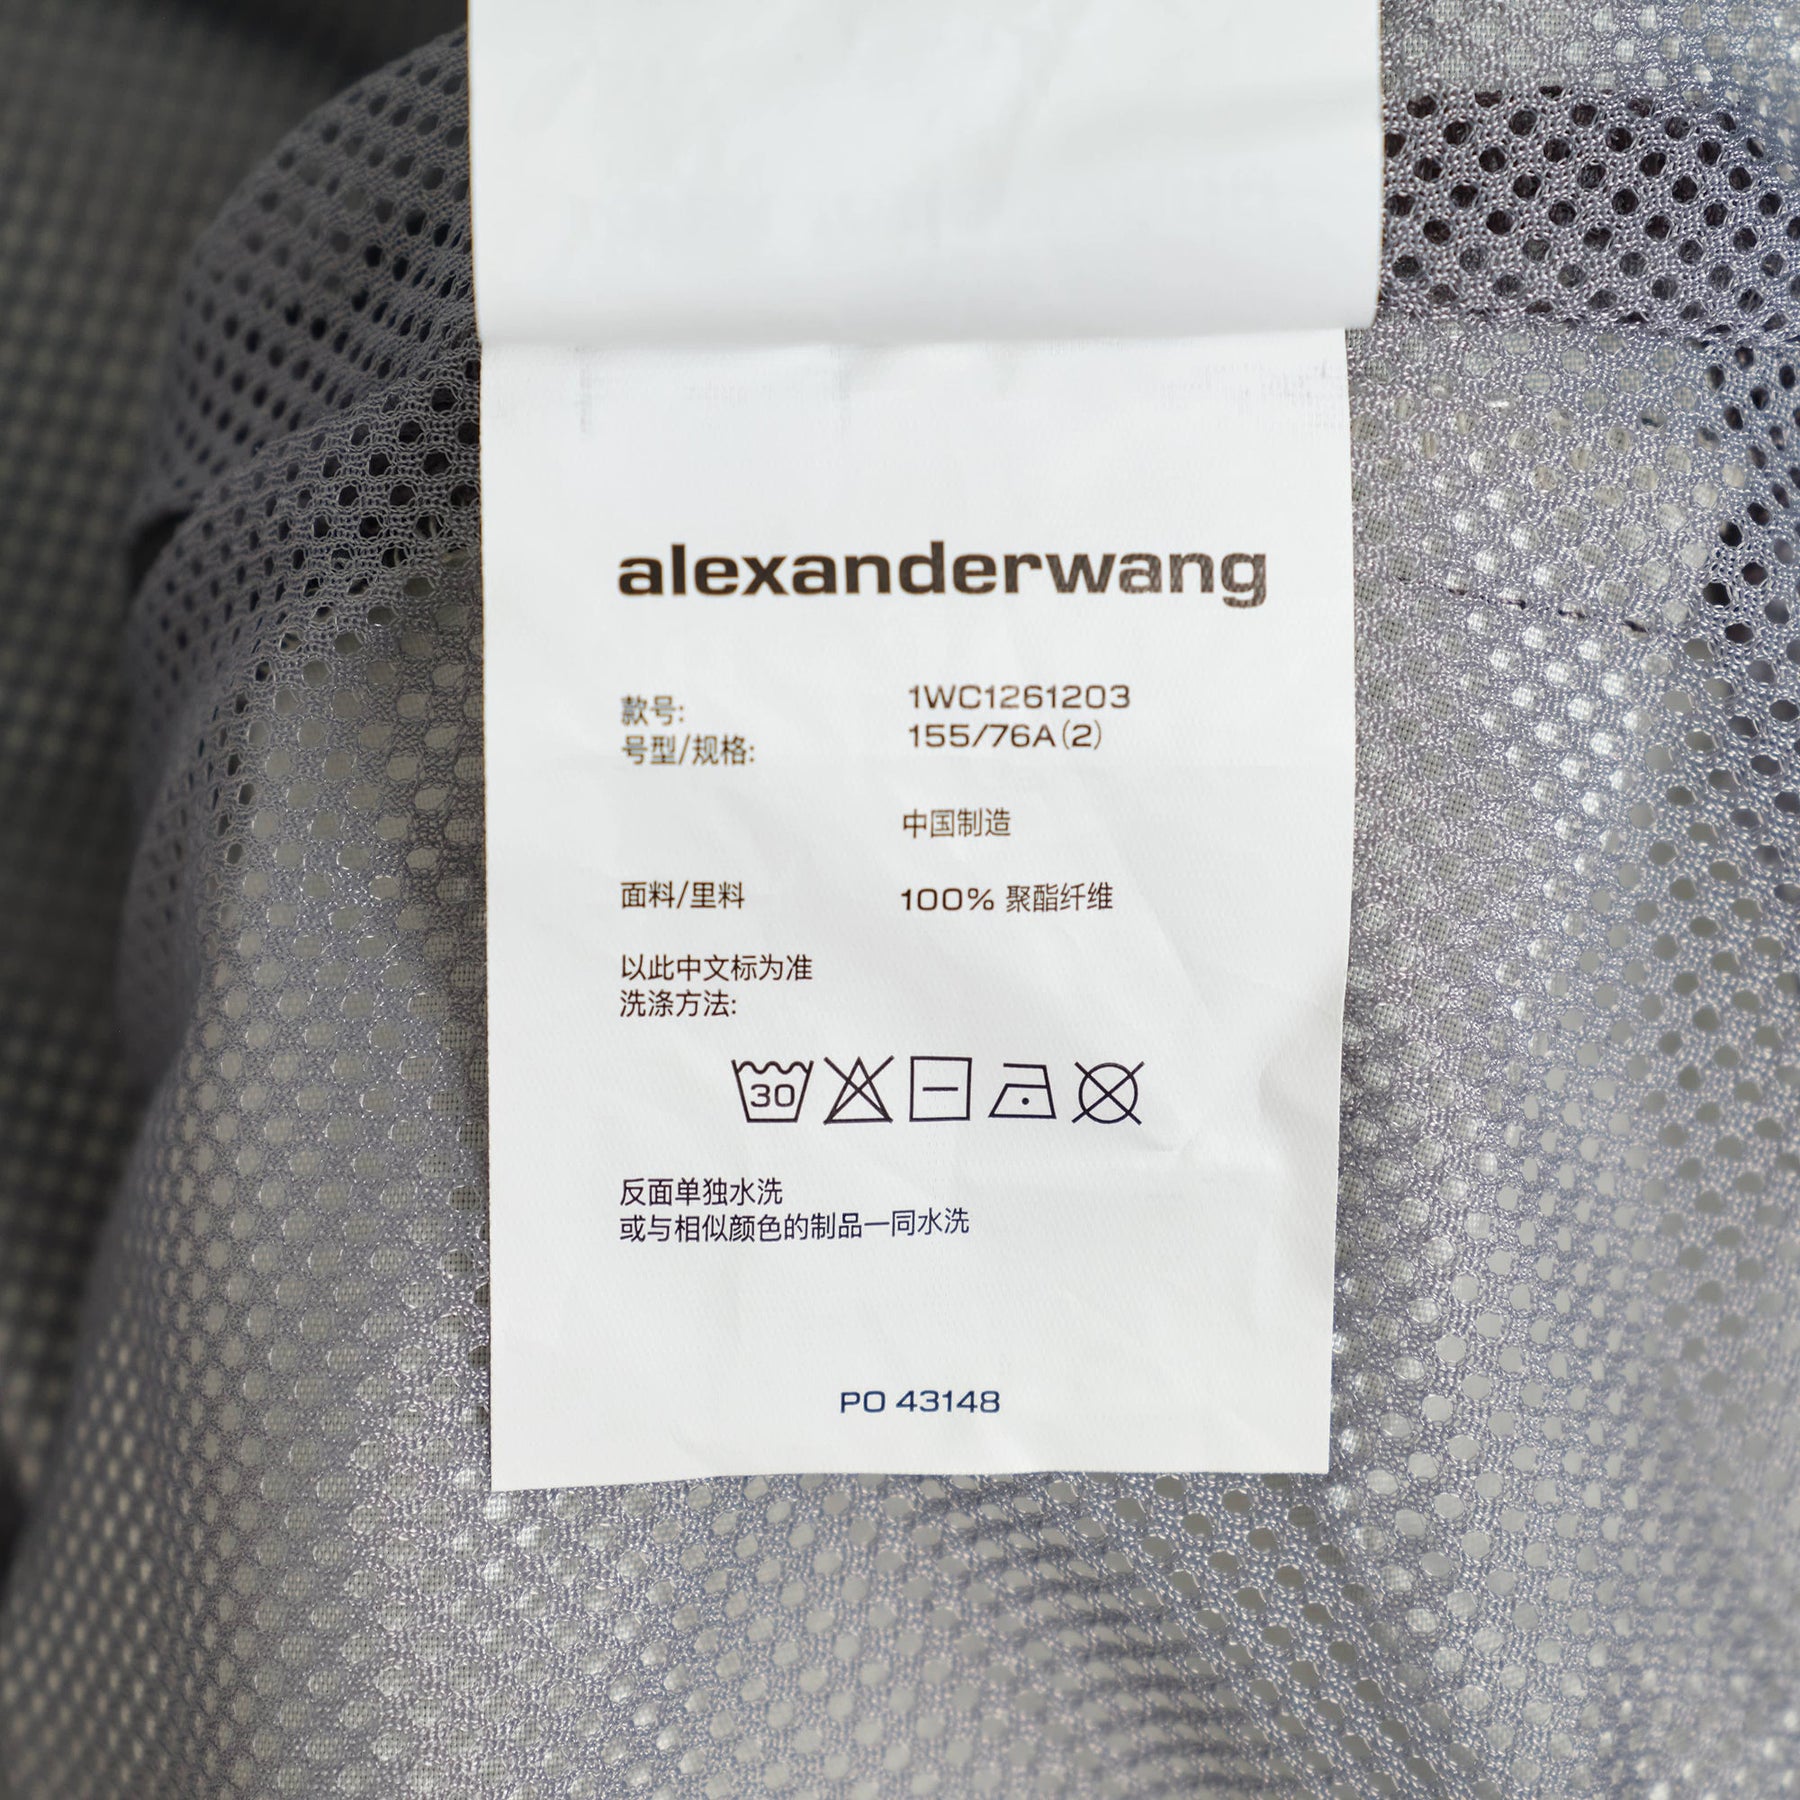 alexanderwang
款号: 1WC1261203
号型/规格: 155/76A(2)
中国制造
面料/里料 100% 聚酯纤维
以此中文标为准
洗涤方法:
30
反面单独水洗
或与相似颜色的制品一同水洗
PO 43148